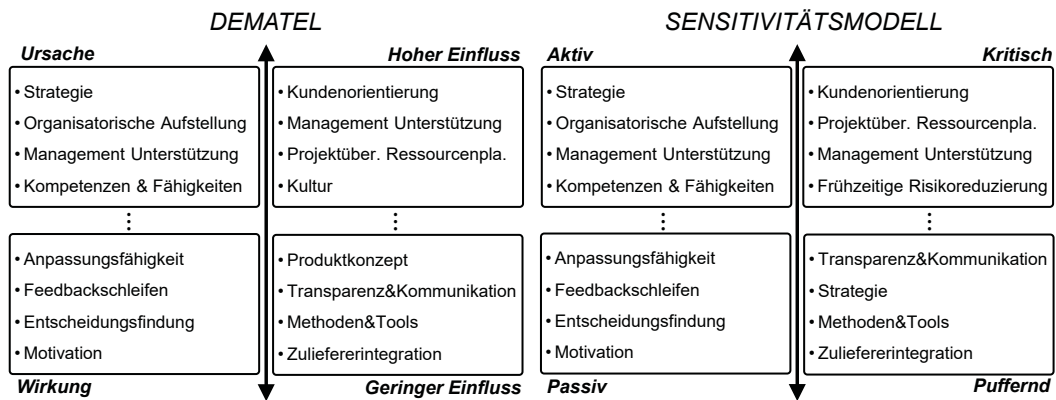 DEMATEL
Ursache
Hoher Einfluss
• Strategie
• Organisatorische Aufstellung
• Management Unterstützung
• Kompetenzen & Fähigkeiten
• Kundenorientierung
• Management Unterstützung
• Projektüber. Ressourcenpla.
• Kultur
• Anpassungsfähigkeit
• Feedbackschleifen
• Entscheidungsfindung
• Motivation
• Produktkonzept
• Transparenz&Kommunikation
• Methoden&Tools
• Zuliefererintegration
Wirkung
Geringer Einfluss
SENSITIVITÄTSMODELL
Aktiv
Kritisch
• Strategie
• Organisatorische Aufstellung
• Management Unterstützung
• Kompetenzen & Fähigkeiten
• Kundenorientierung
• Projektüber. Ressourcenpla.
• Management Unterstützung
• Frühzeitige Risikoreduzierung
• Anpassungsfähigkeit
• Feedbackschleifen
• Entscheidungsfindung
• Motivation
• Transparenz&Kommunikation
• Strategie
• Methoden&Tools
• Zuliefererintegration
Passiv
Puffernd